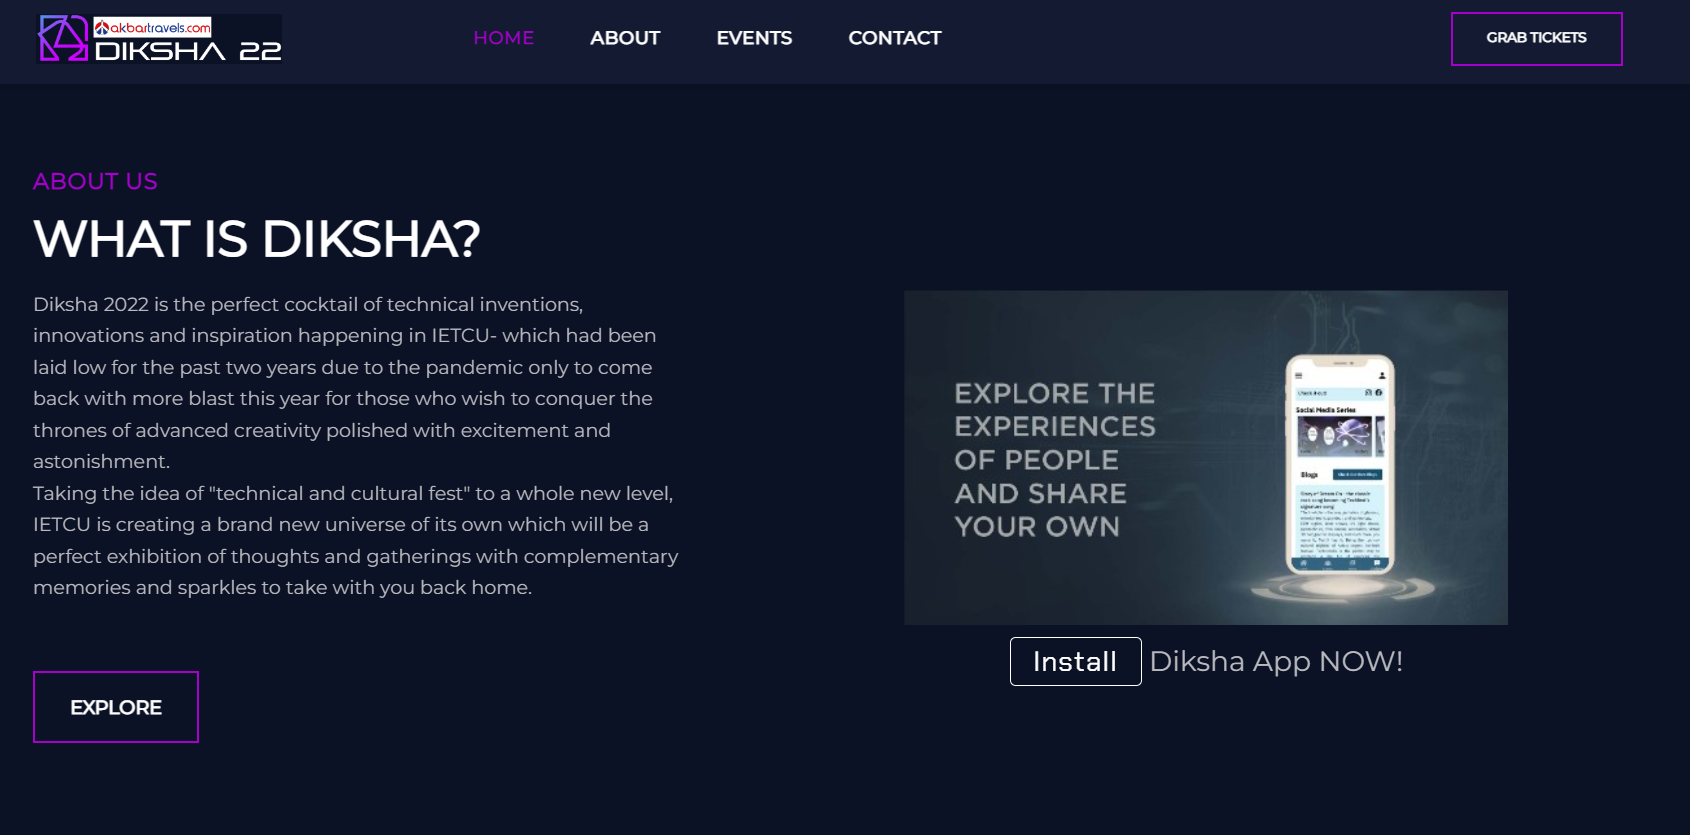 akbartravels.com
DIKSHA 22
HOME
ABOUT
EVENTS
CONTACT
GRAB TICKETS
ABOUT US
WHAT IS DIKSHA?
Diksha 2022 is the perfect cocktail of technical inventions,
innovations and inspiration happening in IETCU- which had been
laid low for the past two years due to the pandemic only to come
back with more blast this year for those who wish to conquer the
thrones of advanced creativity polished with excitement and
astonishment.
Taking the idea of "technical and cultural fest" to a whole new level,
IETCU is creating a brand new universe of its own which will be a
perfect exhibition of thoughts and gatherings with complementary
memories and sparkles to take with you back home.
EXPLORE
EXPLORE THE
EXPERIENCES
OF PEOPLE
AND SHARE
YOUR OWN
Social Media Series
Blogs
Install Diksha App NOW!